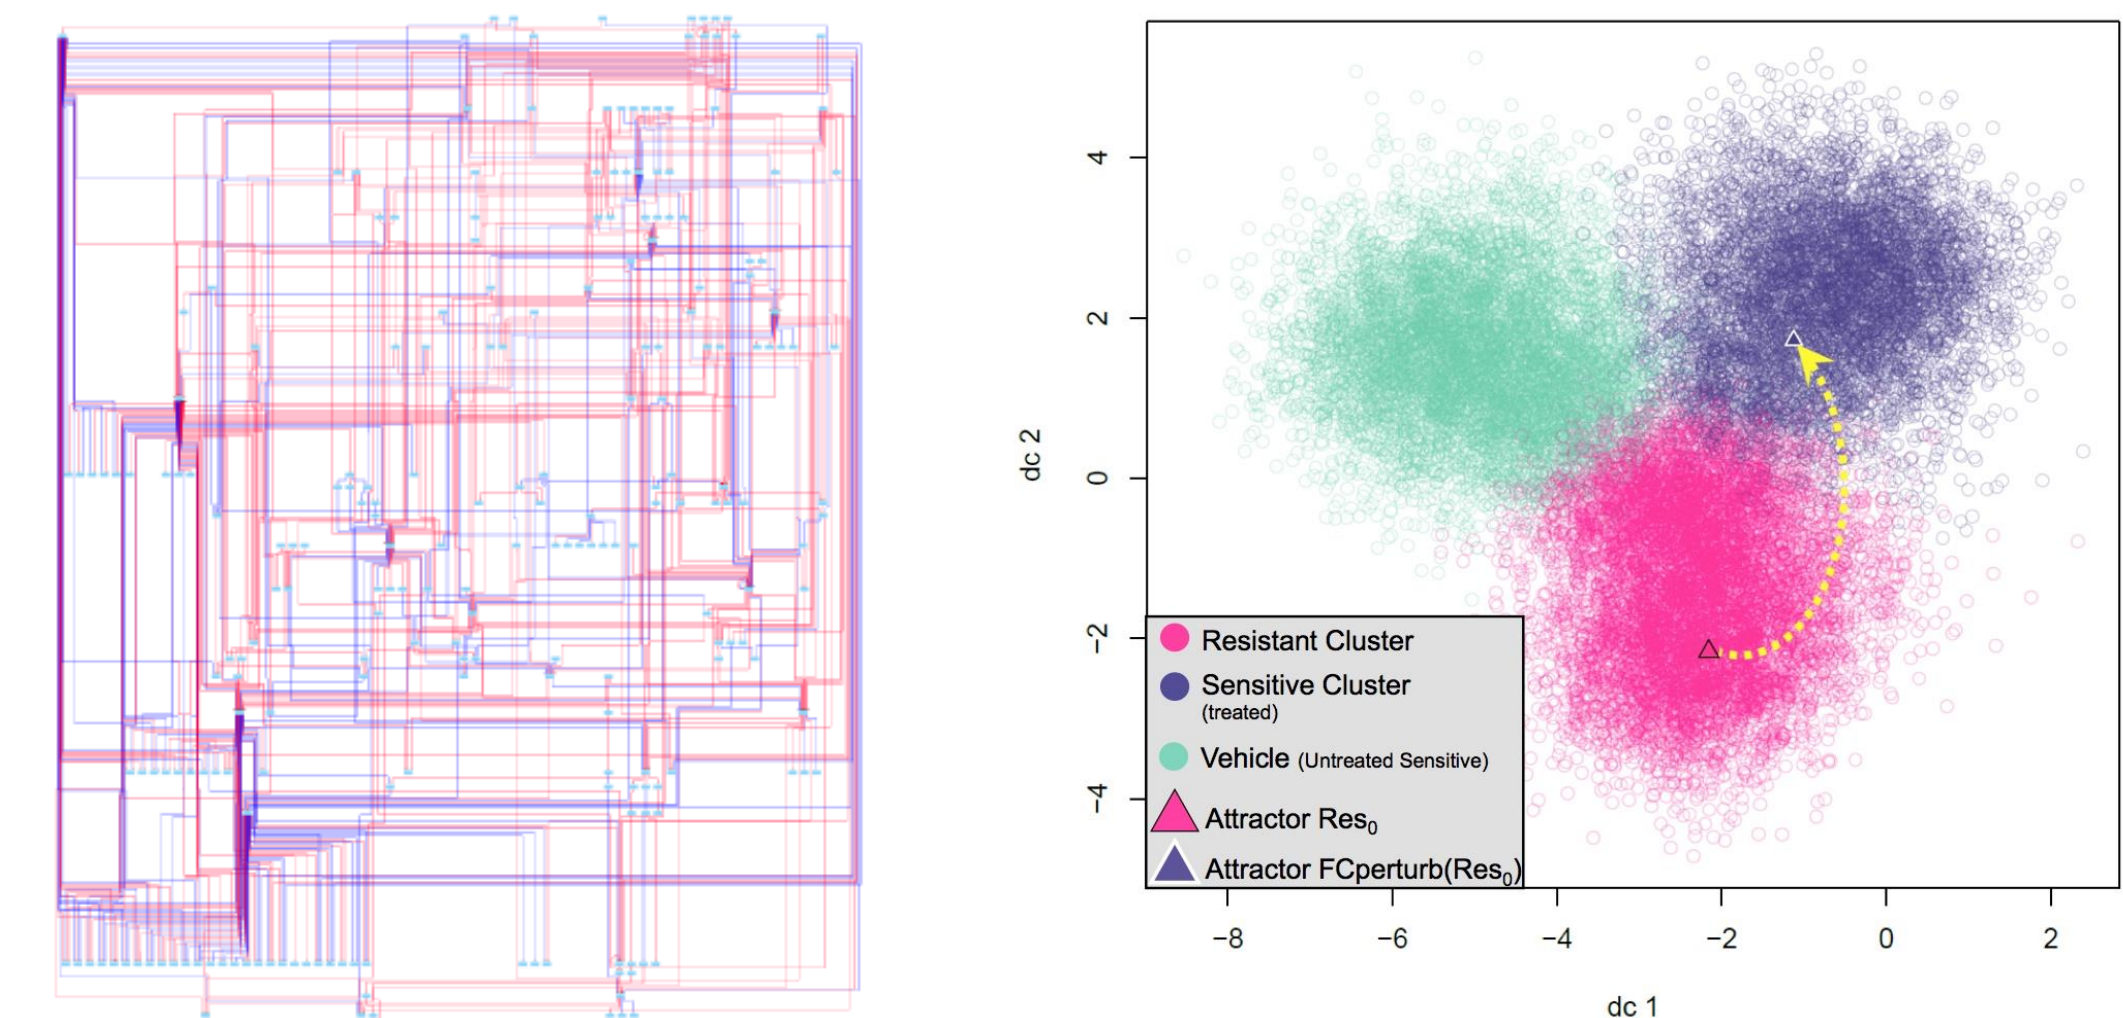 4
2
0
−2
−4
dc 2
Resistant Cluster
Sensitive Cluster
(treated)
Vehicle (Untreated Sensitive)
Attractor Res0
Attractor FCperturb(Res0)
−8 −6 −4 −2 0 2
dc 1